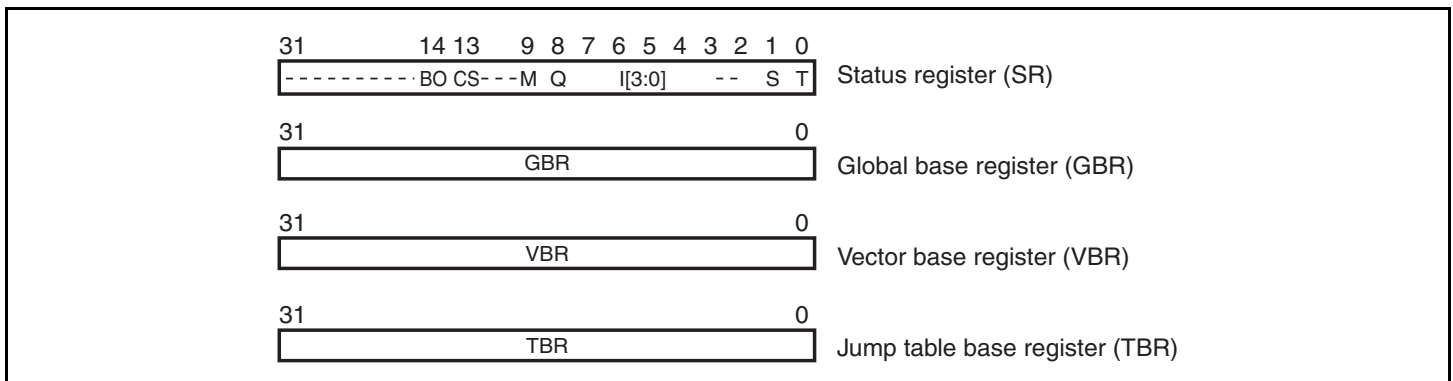 31 14 13 9 8 7 6 5 4 3 2 1 0
- - - - - - - - - - BO CS- - -M Q I[3:0] - - S T Status register (SR)
31 0
GBR Global base register (GBR)
31 0
VBR Vector base register (VBR)
31 0
TBR Jump table base register (TBR)